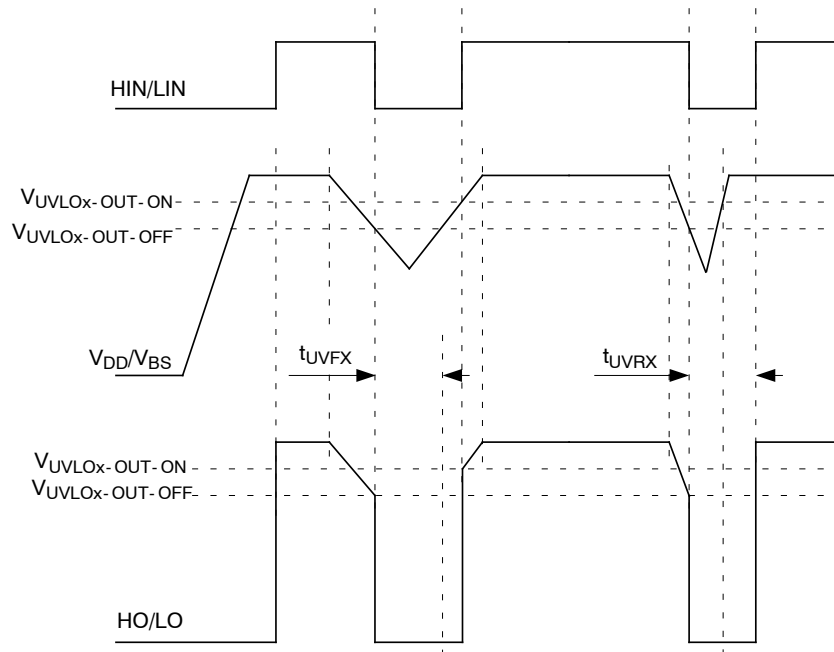 HIN/LIN
VUVLOx-OUT-ON
VUVLOx-OUT-OFF
VDD/VBS
tUVFX
tUVRX
VUVLOx-OUT-ON
VUVLOx-OUT-OFF
HO/LO